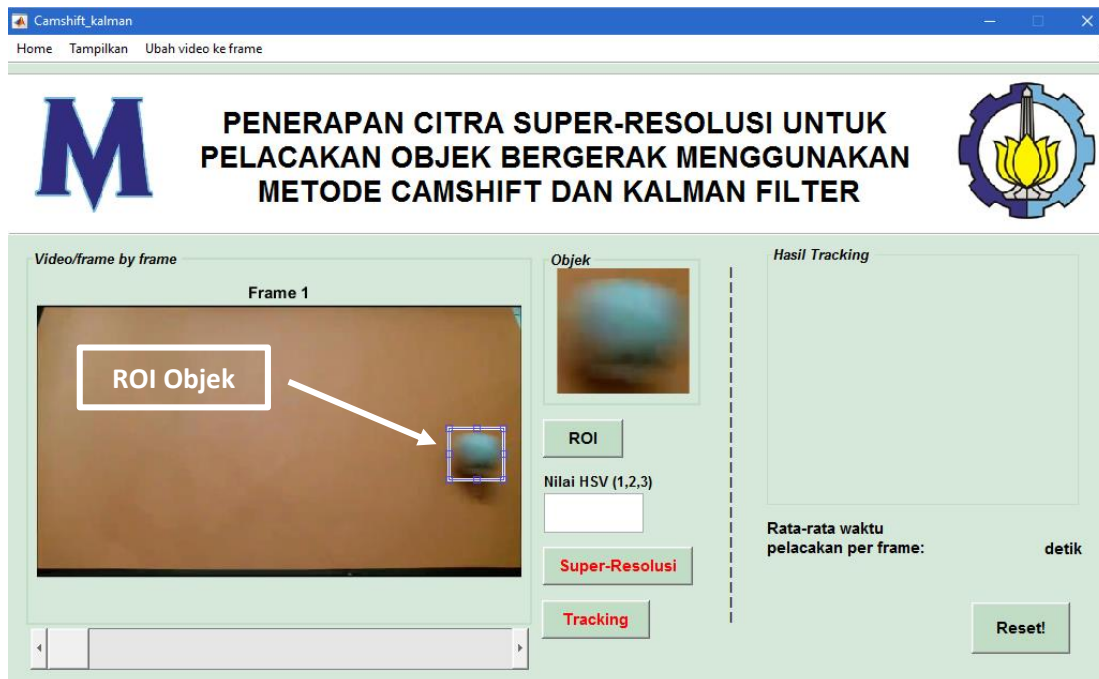 Camshift_kalman
Home Tampilkan Ubah video ke frame
M
PENERAPAN CITRA SUPER-RESOLUSI UNTUK
PELACAKAN OBJEK BERGERAK MENGGUNAKAN
METODE CAMSHIFT DAN KALMAN FILTER
Video/frame by frame
Frame 1
ROI Objek
Objek
ROI
Nilai HSV (1,2,3)
Super-Resolusi
Tracking
Hasil Tracking
Rata-rata waktu
pelacakan per frame: detik
Reset!